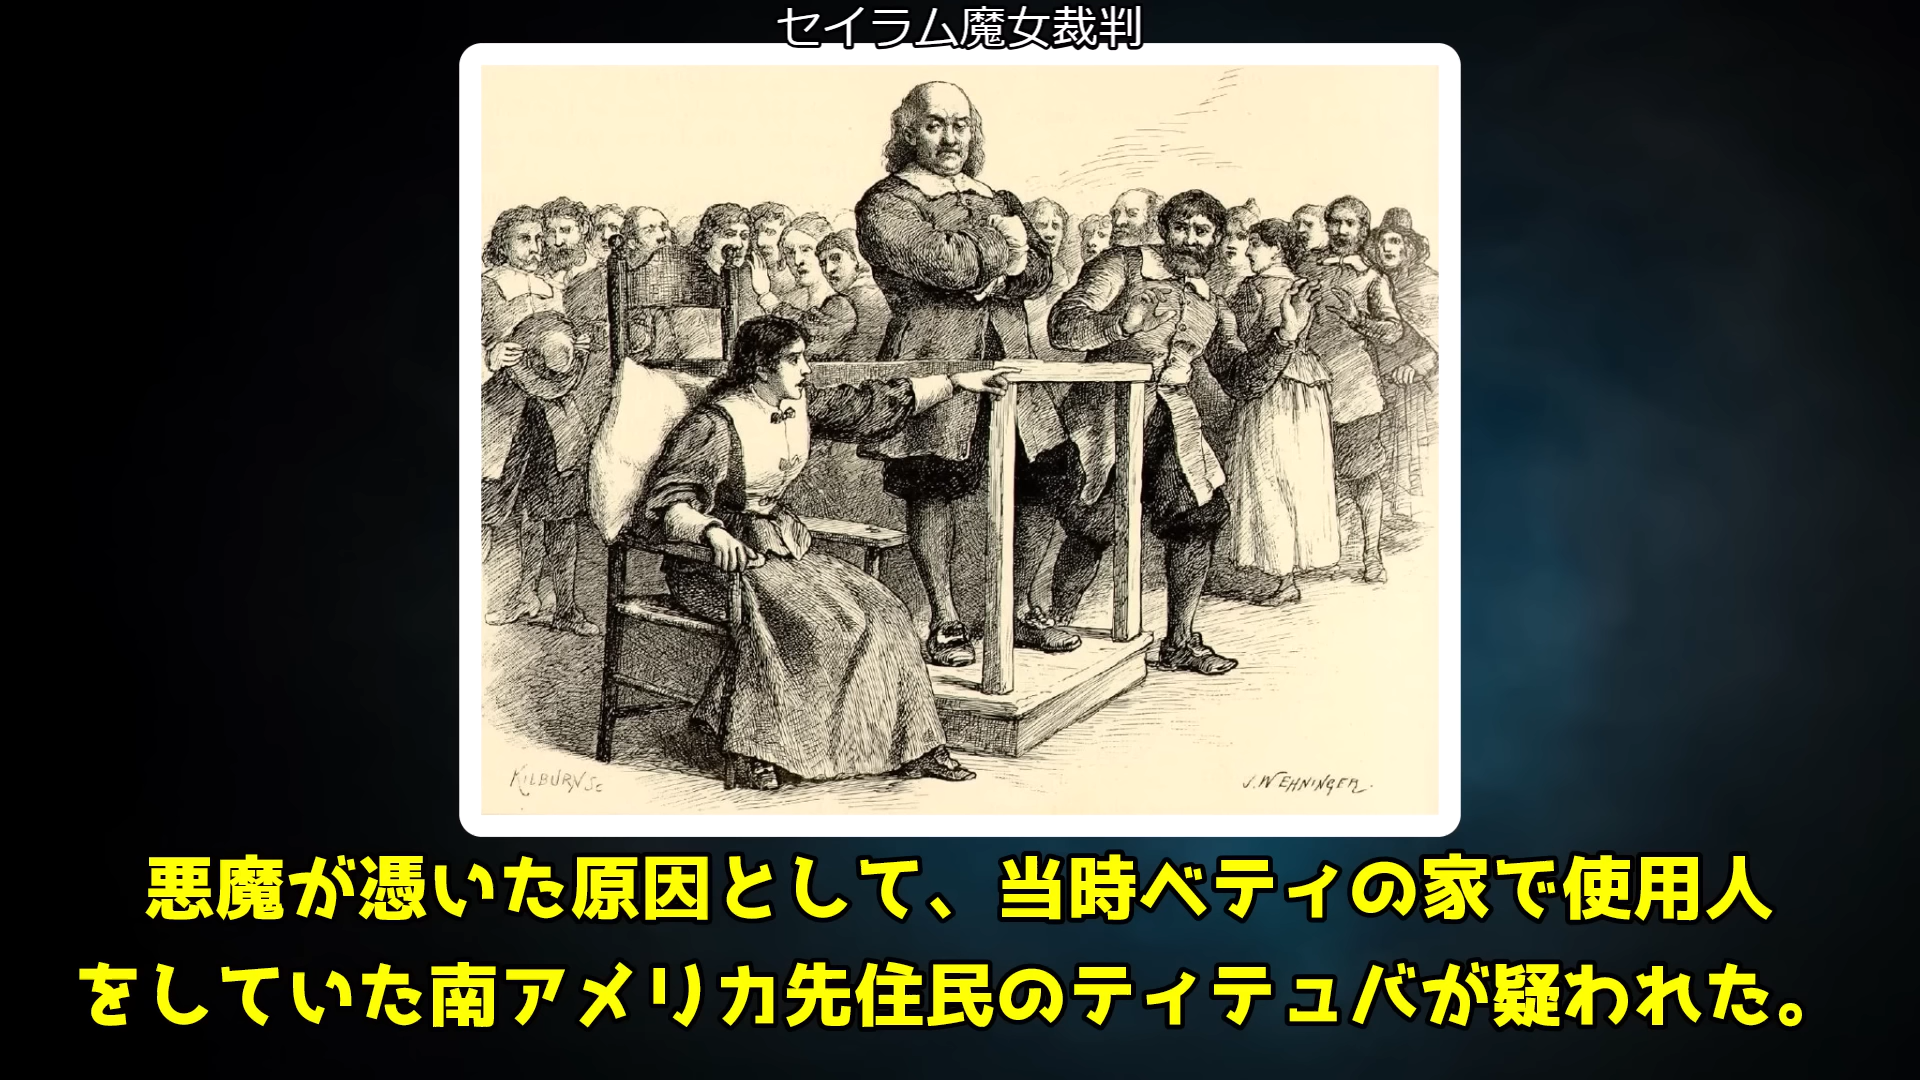 セイラム魔女裁判
KILBURN Sc
J.W EHNINGER.
悪魔が憑いた原因として、当時ベティの家で使用人
をしていた南アメリカ先住民のティテュバが疑われた。